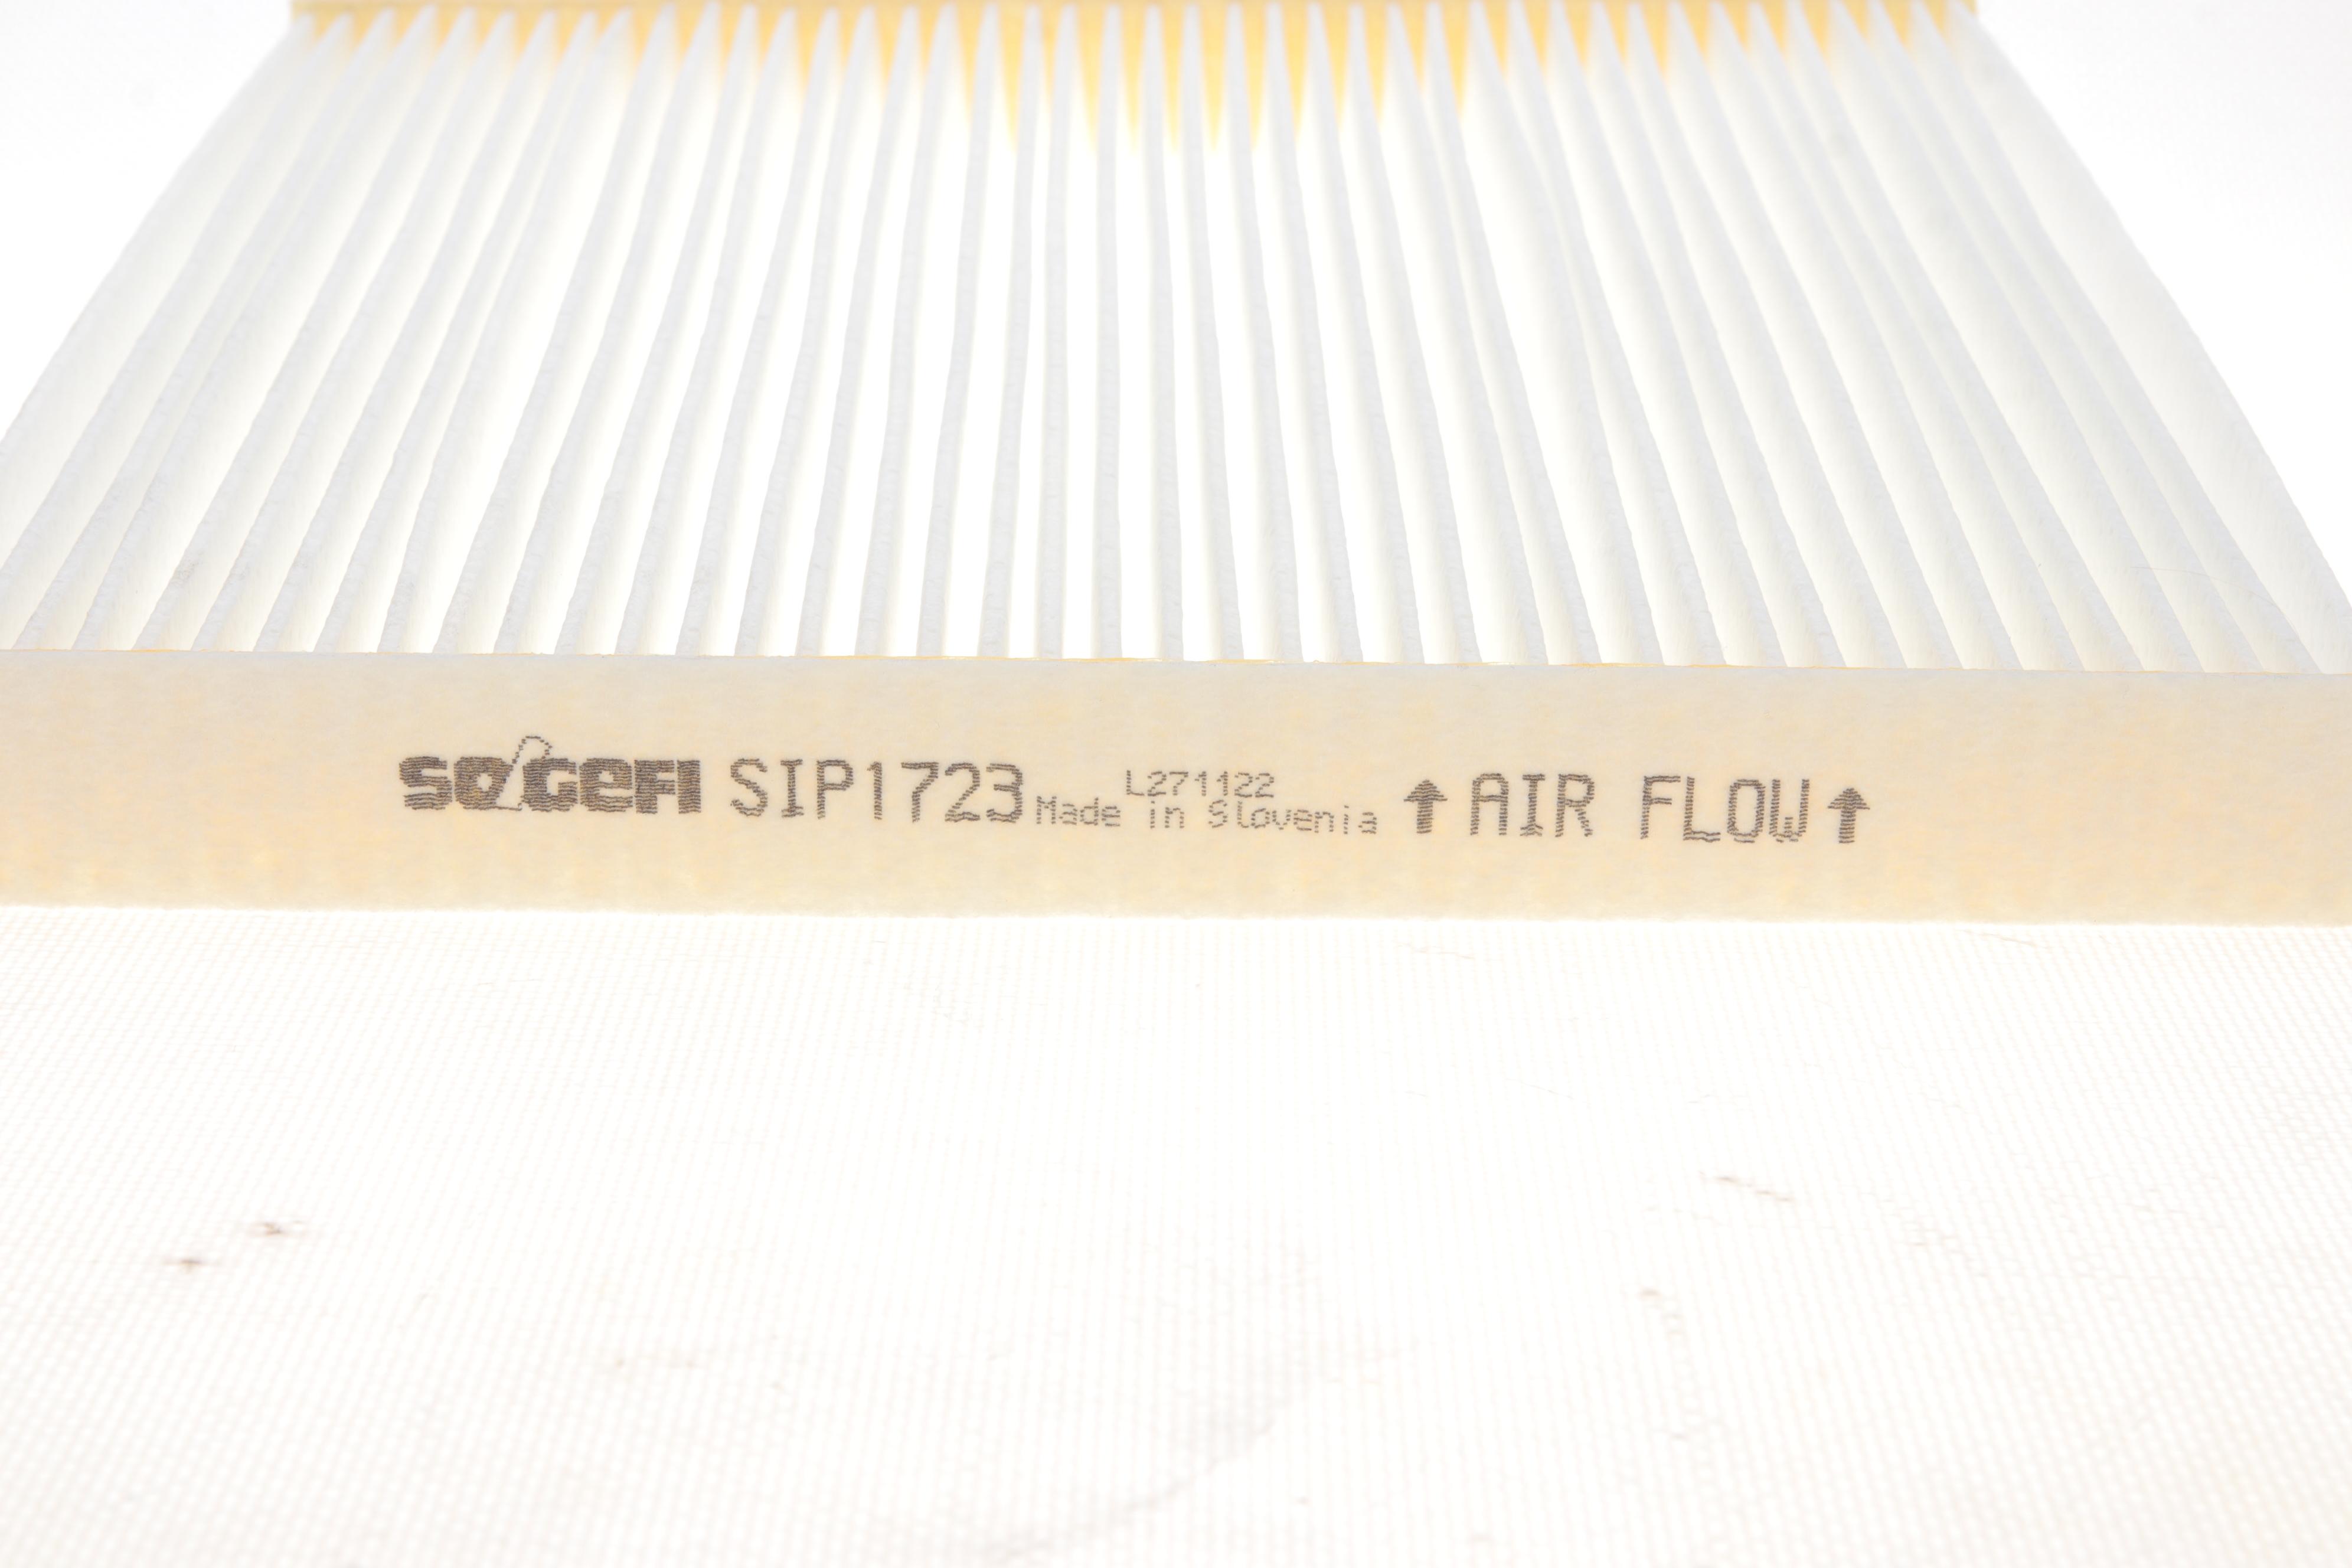 SOGEFI SIP1723 L271122
Made in Slovenia ↑ AIR FLOW ↑